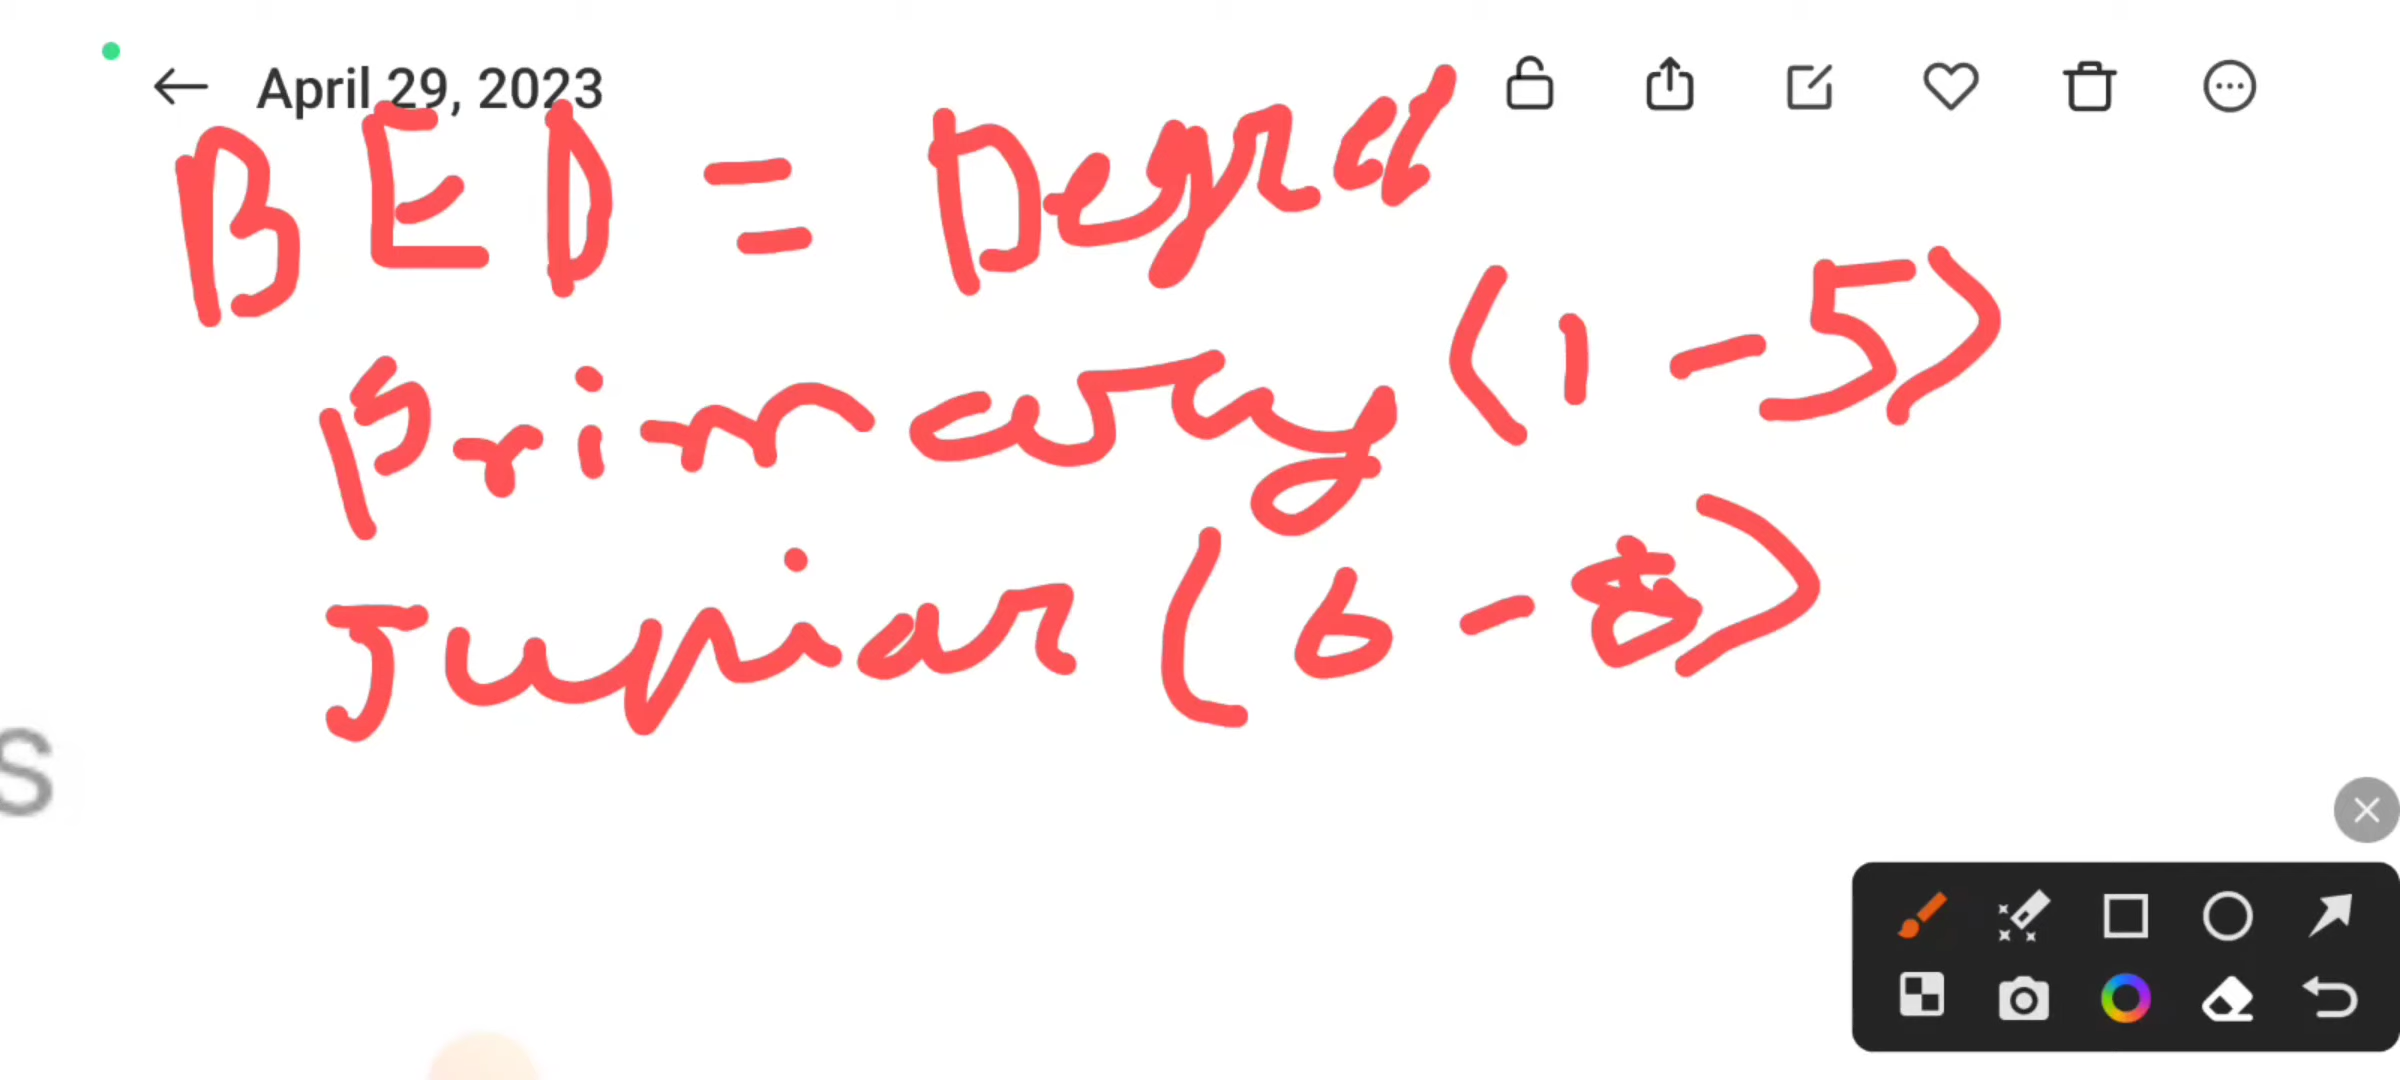 April 29, 2023
BED = Degree
Primary (1-5)
Junior (6-8)
S